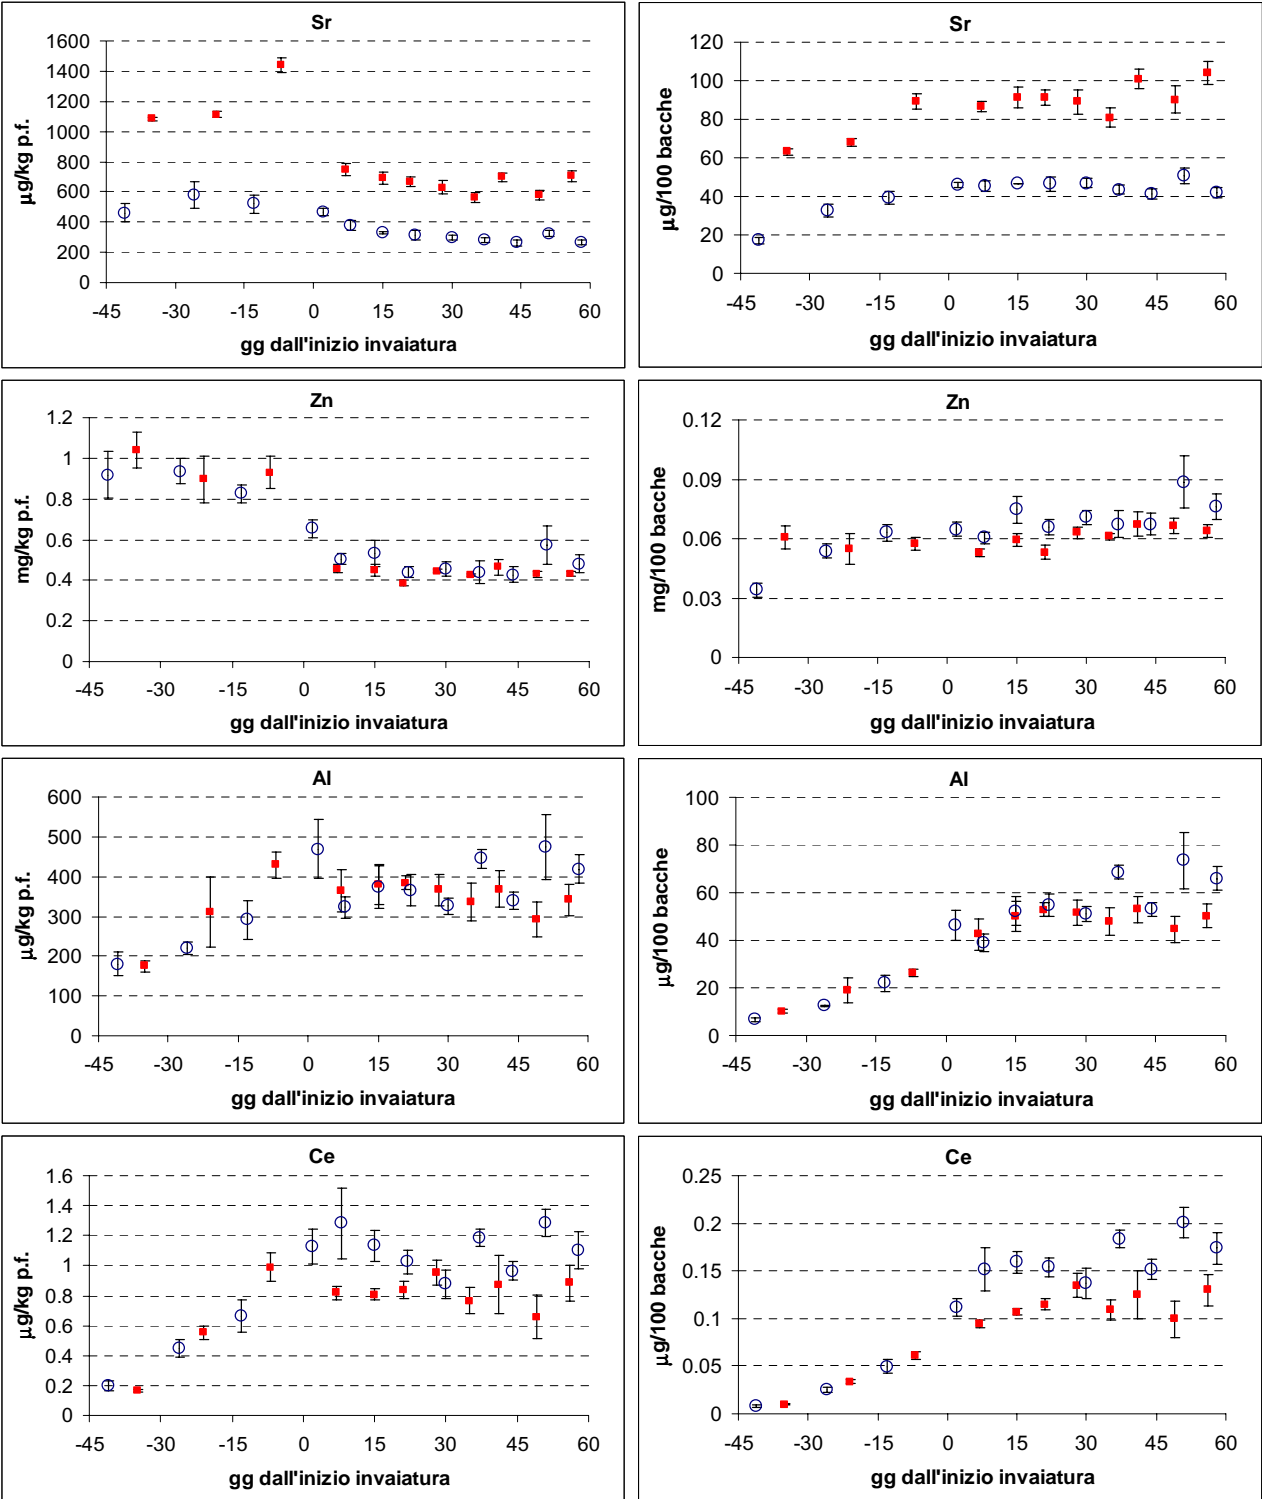 Sr
1600
1400
1200
1000
800
600
400
200
0
µg/kg p.f.
-45 -30 -15 0 15 30 45 60
gg dall'inizio invaiatura
Sr
120
100
80
60
40
20
0
µg/100 bacche
-45 -30 -15 0 15 30 45 60
gg dall'inizio invaiatura
Zn
1.2
1
0.8
0.6
0.4
0.2
0
mg/kg p.f.
-45 -30 -15 0 15 30 45 60
gg dall'inizio invaiatura
Zn
0.12
0.09
0.06
0.03
0
mg/100 bacche
-45 -30 -15 0 15 30 45 60
gg dall'inizio invaiatura
Al
600
500
400
300
200
100
0
µg/kg p.f.
-45 -30 -15 0 15 30 45 60
gg dall'inizio invaiatura
Al
100
80
60
40
20
0
µg/100 bacche
-45 -30 -15 0 15 30 45 60
gg dall'inizio invaiatura
Ce
1.6
1.4
1.2
1
0.8
0.6
0.4
0.2
0
µg/kg p.f.
-45 -30 -15 0 15 30 45 60
gg dall'inizio invaiatura
Ce
0.25
0.2
0.15
0.1
0.05
0
µg/100 bacche
-45 -30 -15 0 15 30 45 60
gg dall'inizio invaiatura